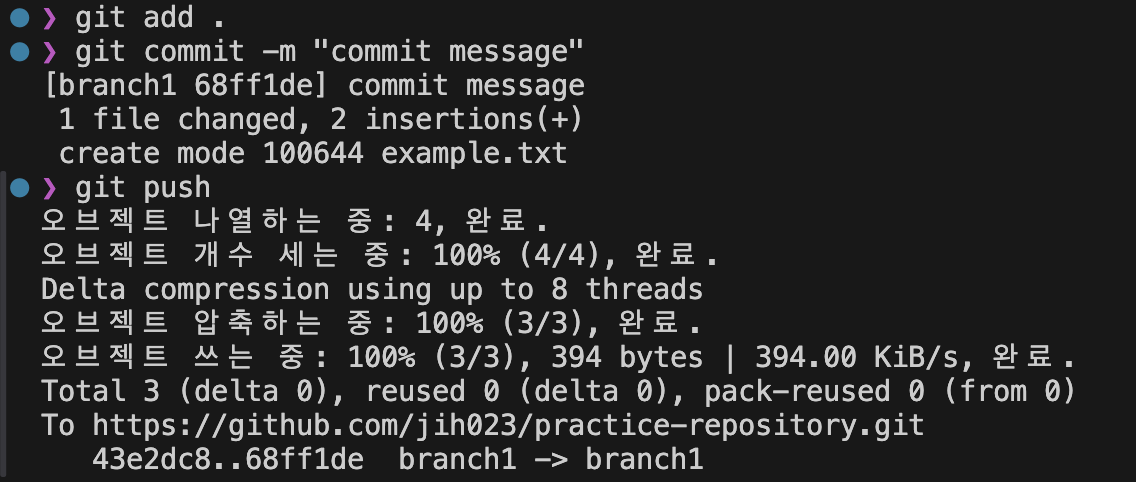 ❯ git add .
❯ git commit -m "commit message"
[branch1 68ff1de] commit message
 1 file changed, 2 insertions(+)
 create mode 100644 example.txt
❯ git push
오브젝트 나열하는 중: 4, 완료.
오브젝트 개수 세는 중: 100% (4/4), 완료.
Delta compression using up to 8 threads
오브젝트 압축하는 중: 100% (3/3), 완료.
오브젝트 쓰는 중: 100% (3/3), 394 bytes | 394.00 KiB/s, 완료.
Total 3 (delta 0), reused 0 (delta 0), pack-reused 0 (from 0)
To https://github.com/jih023/practice-repository.git
   43e2dc8..68ff1de  branch1 -> branch1